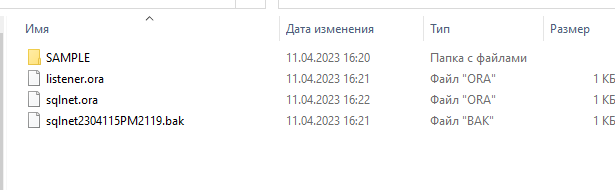 Имя Дата изменения Тип Размер
SAMPLE 11.04.2023 16:20 Папка с файлами
listener.ora 11.04.2023 16:21 Файл "ORA" 1 КБ
sqlnet.ora 11.04.2023 16:22 Файл "ORA" 1 КБ
sqlnet2304115PM2119.bak 11.04.2023 16:21 Файл "BAK" 1 КБ